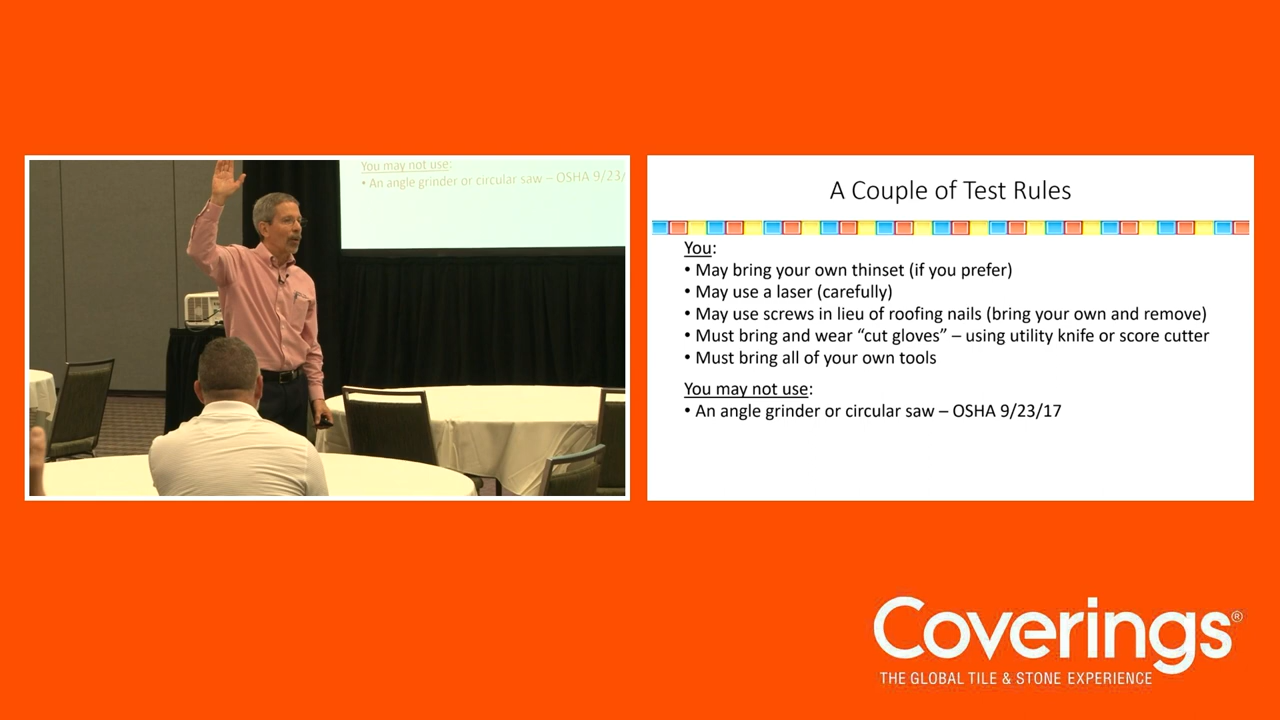 You may not use:
• An angle grinder or circular saw – OSHA 9/23/
A Couple of Test Rules
You:
• May bring your own thinset (if you prefer)
• May use a laser (carefully)
• May use screws in lieu of roofing nails (bring your own and remove)
• Must bring and wear “cut gloves” – using utility knife or score cutter
• Must bring all of your own tools
You may not use:
• An angle grinder or circular saw – OSHA 9/23/17
Coverings®
THE GLOBAL TILE & STONE EXPERIENCE